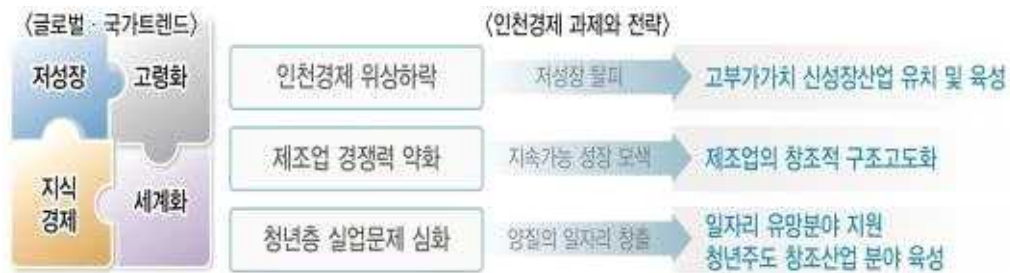 〈글로벌 · 국가트렌드〉
〈인천경제 과제와 전략〉
저성장
고령화
지식
경제
세계화
인천경제 위상하락
저성장 탈피
고부가가치 신성장산업 유치 및 육성
제조업 경쟁력 약화
지속가능 성장 모색
제조업의 창조적 구조고도화
청년층 실업문제 심화
양질의 일자리 창출
일자리 유망분야 지원
청년주도 창조산업 분야 육성